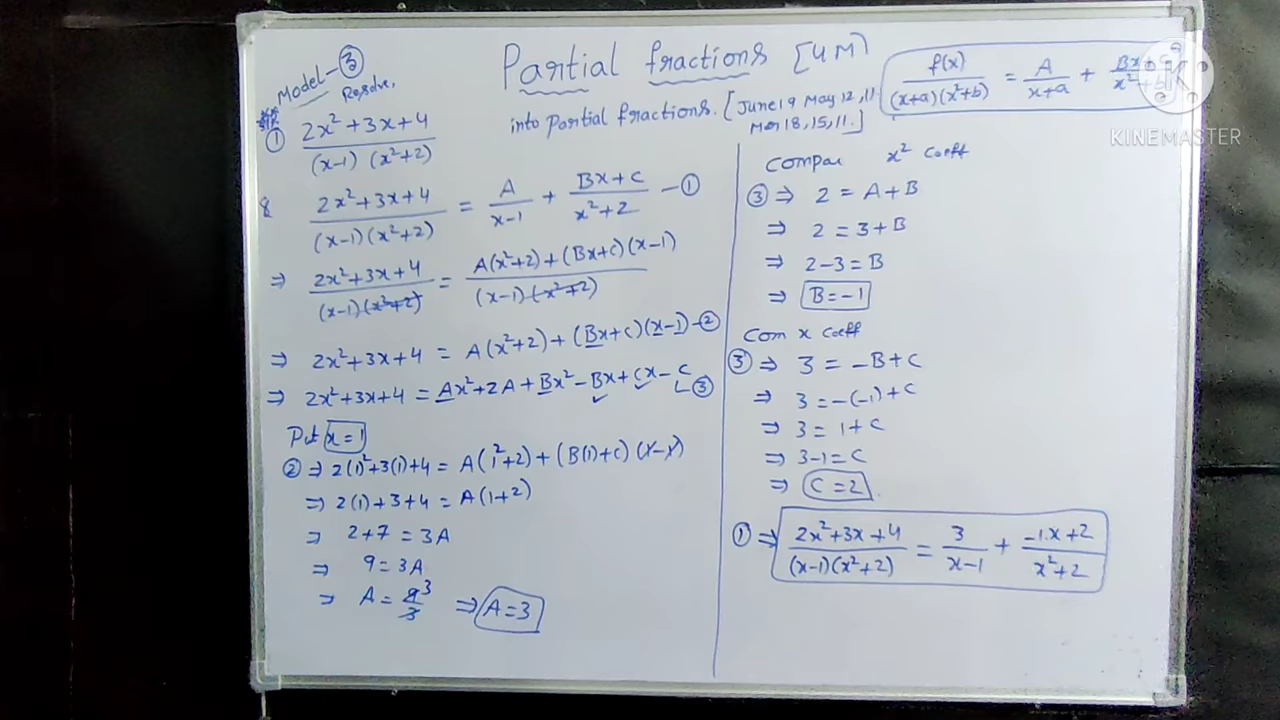 Partial fractions [4M)
Model-③
Resolve,
① 2x²+3x+4 / (x-1) (x²+2)
into Partial fractions. [June19 May 12, 11
Mar 18, 15, 11.]
f(x) / (x+a)(x²+b) = A / x+a + Bx+C / x²+b
KINEMASTER
2x²+3x+4 / (x-1)(x²+2) = A / x-1 + Bx+C / x²+2 —①
⇒ 2x²+3x+4 / (x-1)(x²+2) = A(x²+2)+(Bx+C)(x-1) / (x-1)(x²+2)
⇒ 2x²+3x+4 = A(x²+2)+(Bx+C)(x-1)-②
⇒ 2x²+3x+4 = Ax²+2A+Bx²-Bx+Cx-C
③
Put x=1
② ⇒ 2(1)²+3(1)+4 = A(1²+2)+(B(1)+C)(1-1)
⇒ 2(1)+3+4 = A(1+2)
⇒ 2+7 = 3A
⇒ 9=3A
⇒ A = 9/3 3 ⇒ A=3
x² Coeff
③ ⇒ 2 = A+B
⇒ 2 = 3+B
⇒ 2-3=B
⇒ B=-1
Com x Coeff
③ ⇒ 3 = -B+C
⇒ 3 = -(-1)+C
⇒ 3 = 1+C
⇒ 3-1=C
⇒ C=2
① ⇒ 2x²+3x+4 / (x-1)(x²+2) = 3 / x-1 + -1.x+2 / x²+2